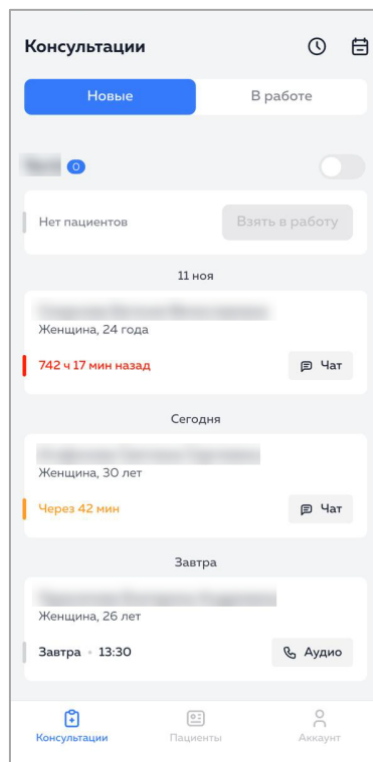 Консультации
Новые
В работе
0
Нет пациентов
Взять в работу
11 ноя
Женщина, 24 года
742 ч 17 мин назад
Чат
Сегодня
Женщина, 30 лет
Через 42 мин
Чат
Завтра
Женщина, 26 лет
Завтра • 13:30
Аудио
Консультации
Пациенты
Аккаунт